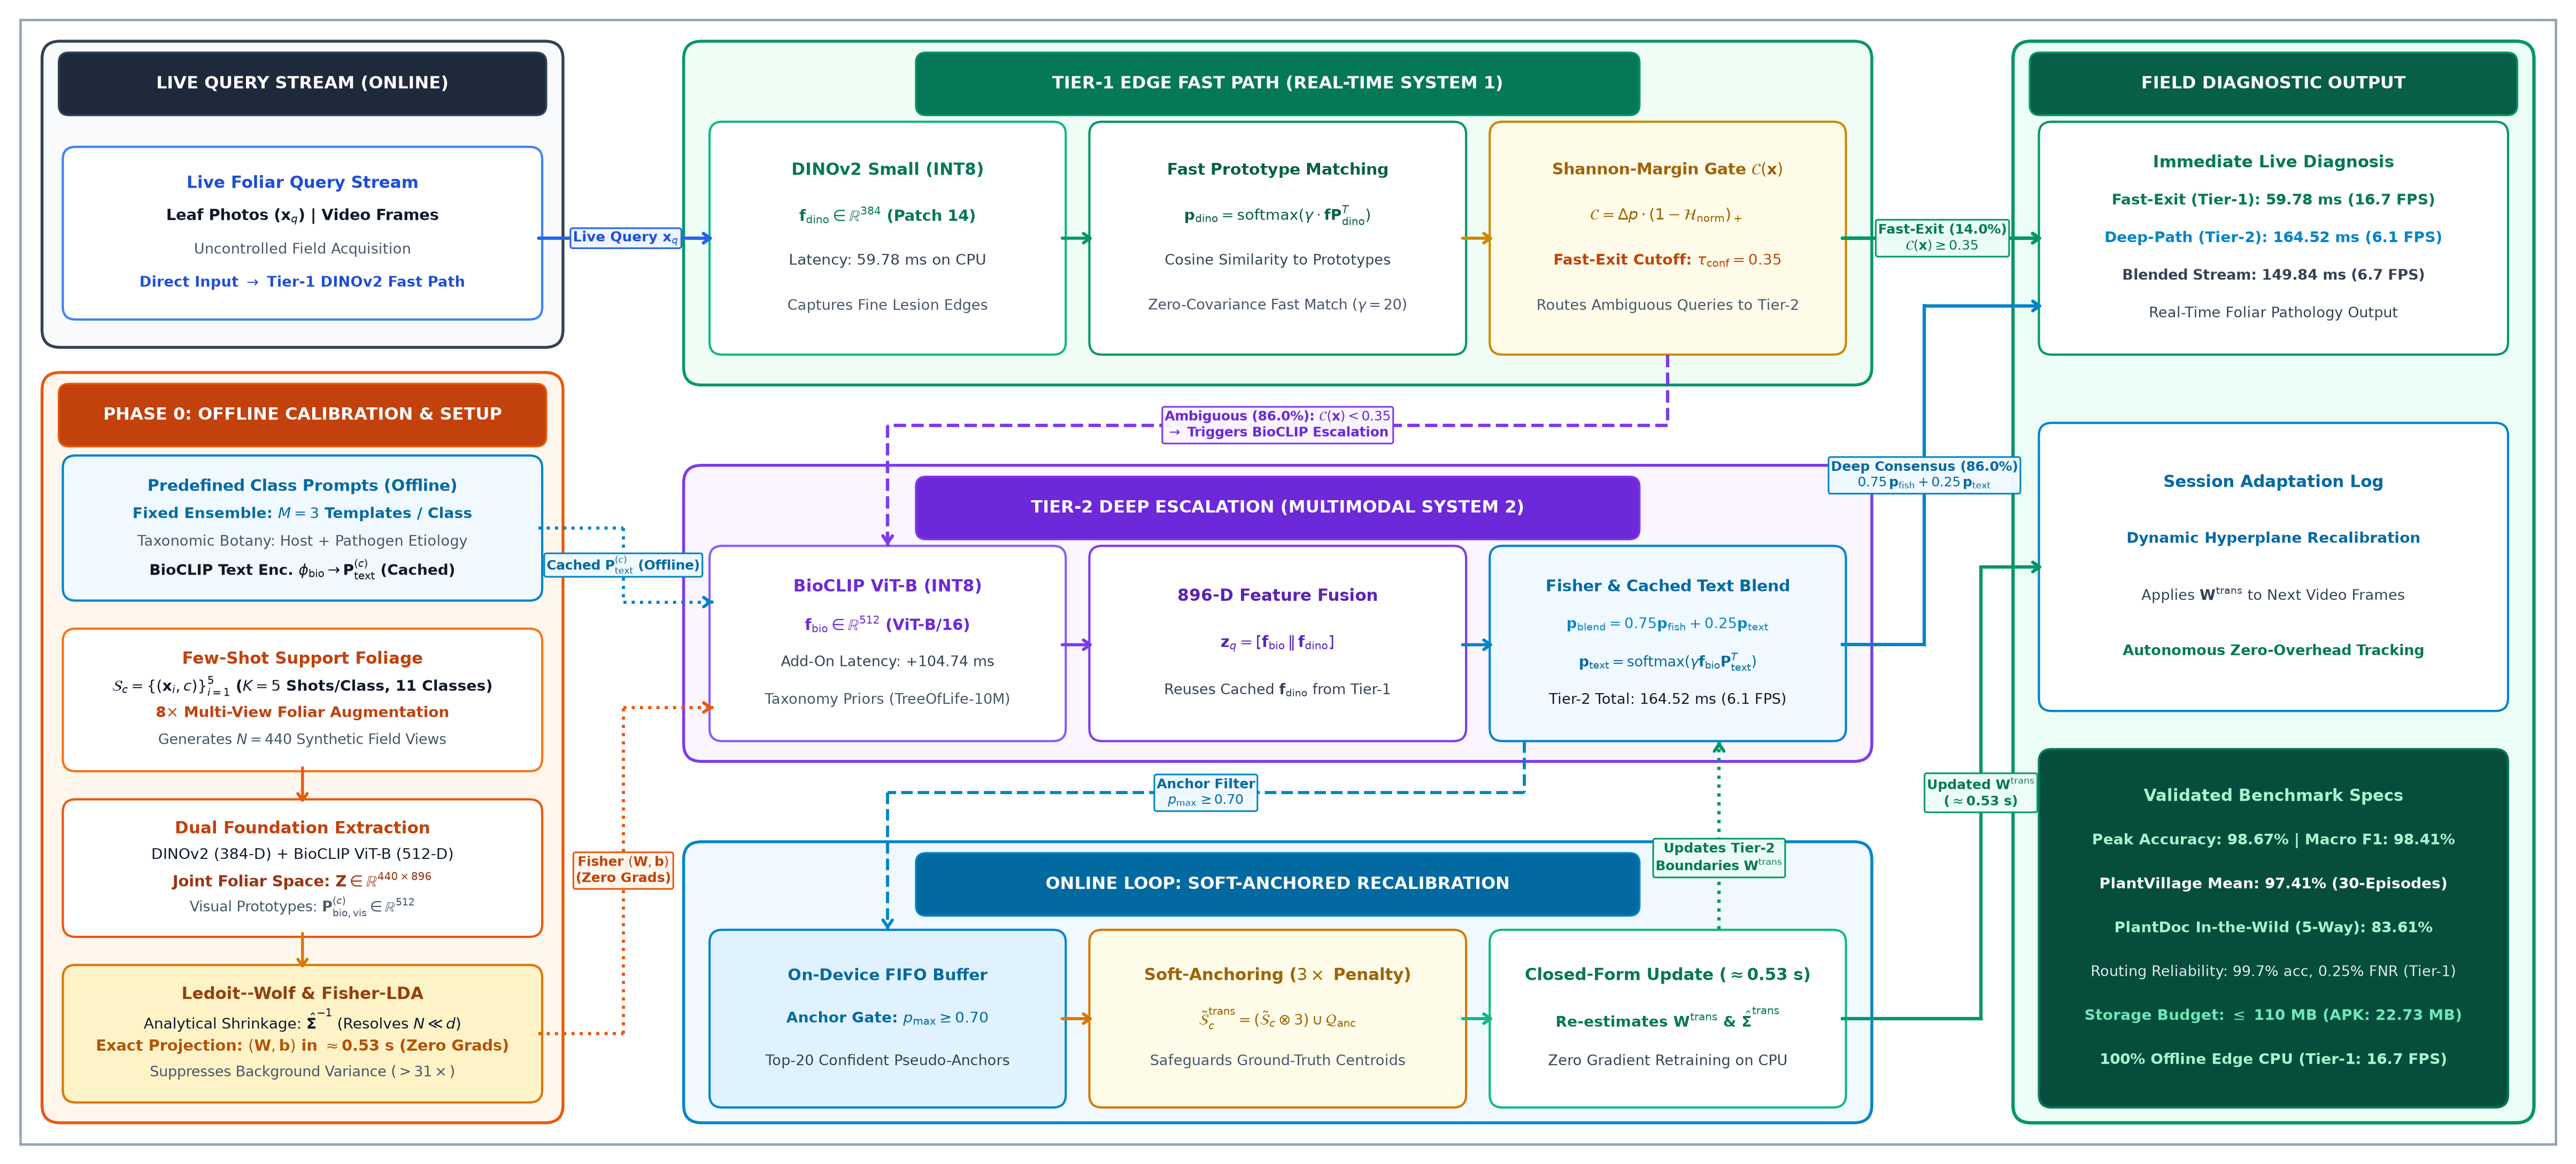 LIVE QUERY STREAM (ONLINE)
Live Foliar Query Stream
Leaf Photos (x_q) | Video Frames
Uncontrolled Field Acquisition
Direct Input → Tier-1 DINOv2 Fast Path
Live Query x_q
PHASE 0: OFFLINE CALIBRATION & SETUP
Predefined Class Prompts (Offline)
Fixed Ensemble: M = 3 Templates / Class
Taxonomic Botany: Host + Pathogen Etiology
BioCLIP Text Enc. ϕ_bio → P_text^(c) (Cached)
Cached P_text^(c) (Offline)
Few-Shot Support Foliage
𝒮_c = {(x_i, c)}_{i=1}^5 (K = 5 Shots/Class, 11 Classes)
8× Multi-View Foliar Augmentation
Generates N = 440 Synthetic Field Views
Dual Foundation Extraction
DINOv2 (384-D) + BioCLIP ViT-B (512-D)
Joint Foliar Space: Z ∈ ℝ^{440×896}
Visual Prototypes: P_{bio,vis}^(c) ∈ ℝ^512
Ledoit--Wolf & Fisher-LDA
Analytical Shrinkage: Σ̂^{-1} (Resolves N ≪ d)
Exact Projection: (W, b) in ≈0.53 s (Zero Grads)
Suppresses Background Variance (>31×)
Fisher (W, b)
(Zero Grads)
TIER-1 EDGE FAST PATH (REAL-TIME SYSTEM 1)
DINOv2 Small (INT8)
f_dino ∈ ℝ^384 (Patch 14)
Latency: 59.78 ms on CPU
Captures Fine Lesion Edges
Fast Prototype Matching
p_dino = softmax(γ · fP_dino^T)
Cosine Similarity to Prototypes
Zero-Covariance Fast Match (γ = 20)
Shannon-Margin Gate 𝒞(x)
𝒞 = Δp · (1 − ℋ_norm)_+
Fast-Exit Cutoff: τ_conf = 0.35
Routes Ambiguous Queries to Tier-2
Fast-Exit (14.0%)
𝒞(x) ≥ 0.35
Ambiguous (86.0%): 𝒞(x) < 0.35
→ Triggers BioCLIP Escalation
TIER-2 DEEP ESCALATION (MULTIMODAL SYSTEM 2)
BioCLIP ViT-B (INT8)
f_bio ∈ ℝ^512 (ViT-B/16)
Add-On Latency: +104.74 ms
Taxonomy Priors (TreeOfLife-10M)
896-D Feature Fusion
z_q = [f_bio ∥ f_dino]
Reuses Cached f_dino from Tier-1
Fisher & Cached Text Blend
p_blend = 0.75p_fish + 0.25p_text
p_text = softmax(γf_bioP_text^T)
Tier-2 Total: 164.52 ms (6.1 FPS)
Deep Consensus (86.0%)
0.75 p_fish + 0.25 p_text
Anchor Filter
p_max ≥ 0.70
Updates Tier-2
Boundaries W^trans
ONLINE LOOP: SOFT-ANCHORED RECALIBRATION
On-Device FIFO Buffer
Anchor Gate: p_max ≥ 0.70
Top-20 Confident Pseudo-Anchors
Soft-Anchoring (3× Penalty)
𝒮̃_c^trans = (𝒮̃_c ⊗ 3) ∪ 𝒬_anc
Safeguards Ground-Truth Centroids
Closed-Form Update (≈0.53 s)
Re-estimates W^trans & Σ̂^trans
Zero Gradient Retraining on CPU
Updated W^trans
(≈0.53 s)
FIELD DIAGNOSTIC OUTPUT
Immediate Live Diagnosis
Fast-Exit (Tier-1): 59.78 ms (16.7 FPS)
Deep-Path (Tier-2): 164.52 ms (6.1 FPS)
Blended Stream: 149.84 ms (6.7 FPS)
Real-Time Foliar Pathology Output
Session Adaptation Log
Dynamic Hyperplane Recalibration
Applies W^trans to Next Video Frames
Autonomous Zero-Overhead Tracking
Validated Benchmark Specs
Peak Accuracy: 98.67% | Macro F1: 98.41%
PlantVillage Mean: 97.41% (30-Episodes)
PlantDoc In-the-Wild (5-Way): 83.61%
Routing Reliability: 99.7% acc, 0.25% FNR (Tier-1)
Storage Budget: ≤ 110 MB (APK: 22.73 MB)
100% Offline Edge CPU (Tier-1: 16.7 FPS)